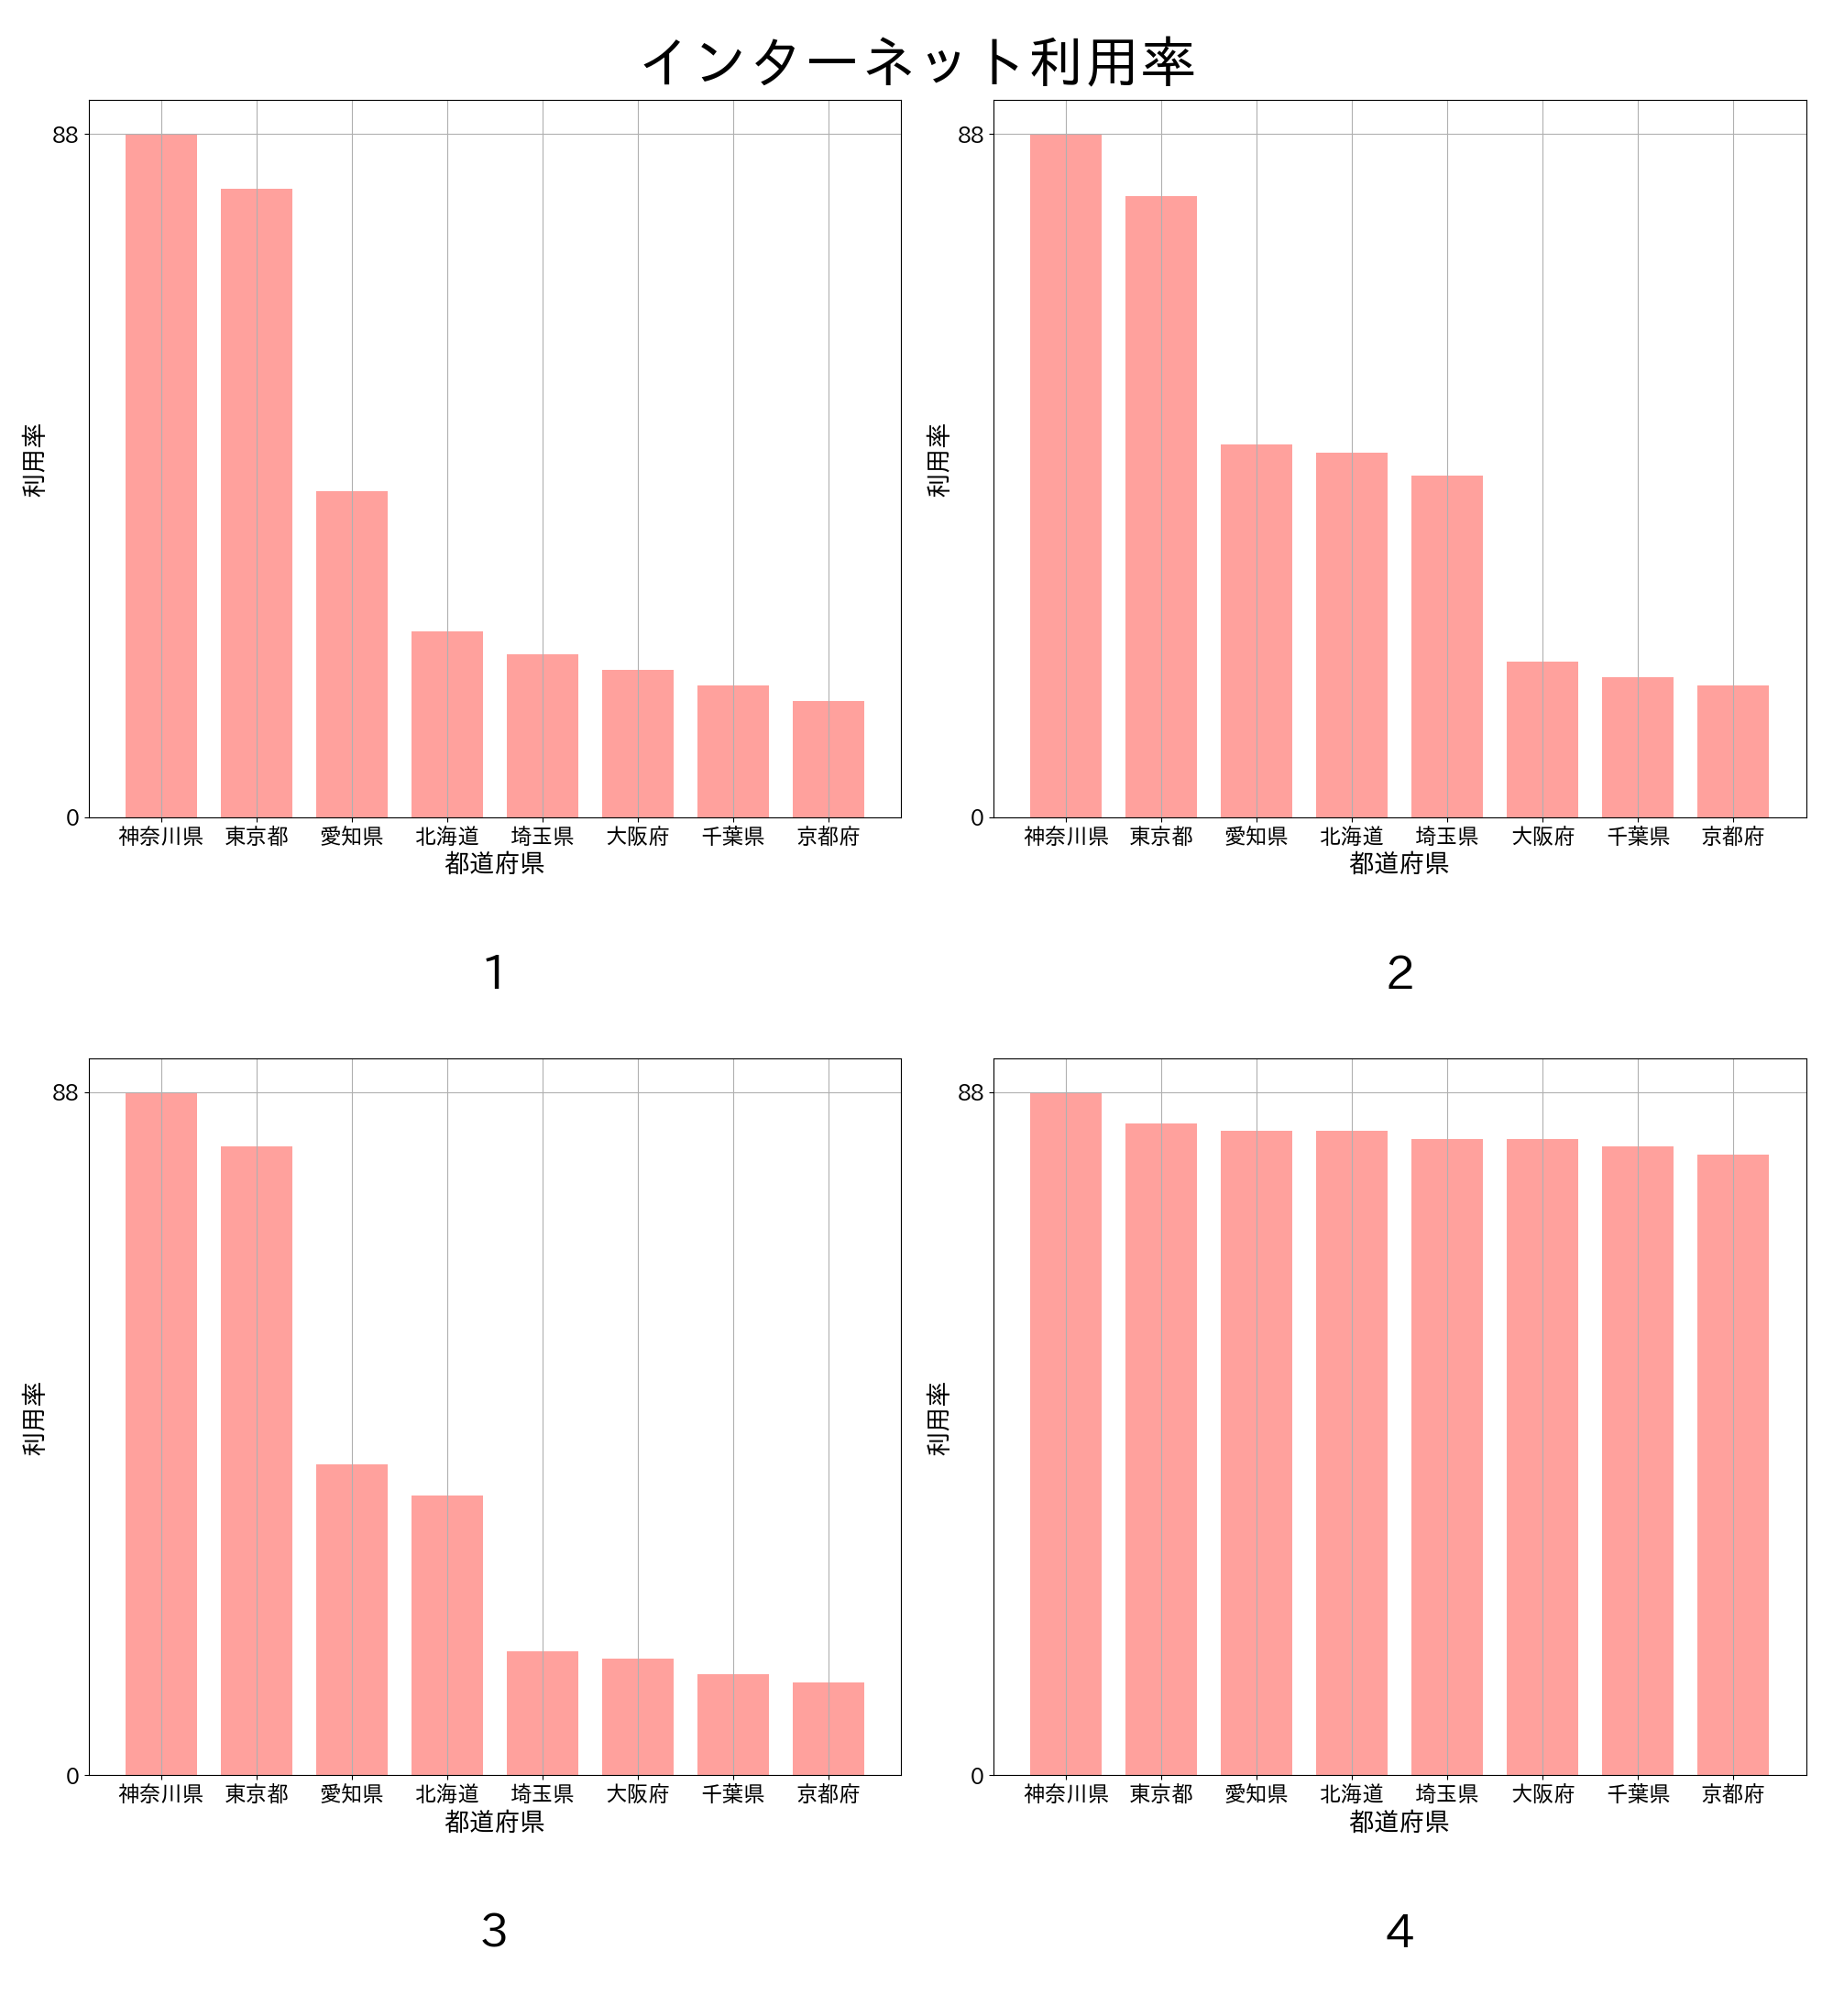 インターネット利用率
88
0
利用率
神奈川県 東京都 愛知県 北海道 埼玉県 大阪府 千葉県 京都府
都道府県
1
88
0
利用率
神奈川県 東京都 愛知県 北海道 埼玉県 大阪府 千葉県 京都府
都道府県
2
88
0
利用率
神奈川県 東京都 愛知県 北海道 埼玉県 大阪府 千葉県 京都府
都道府県
3
88
0
利用率
神奈川県 東京都 愛知県 北海道 埼玉県 大阪府 千葉県 京都府
都道府県
4